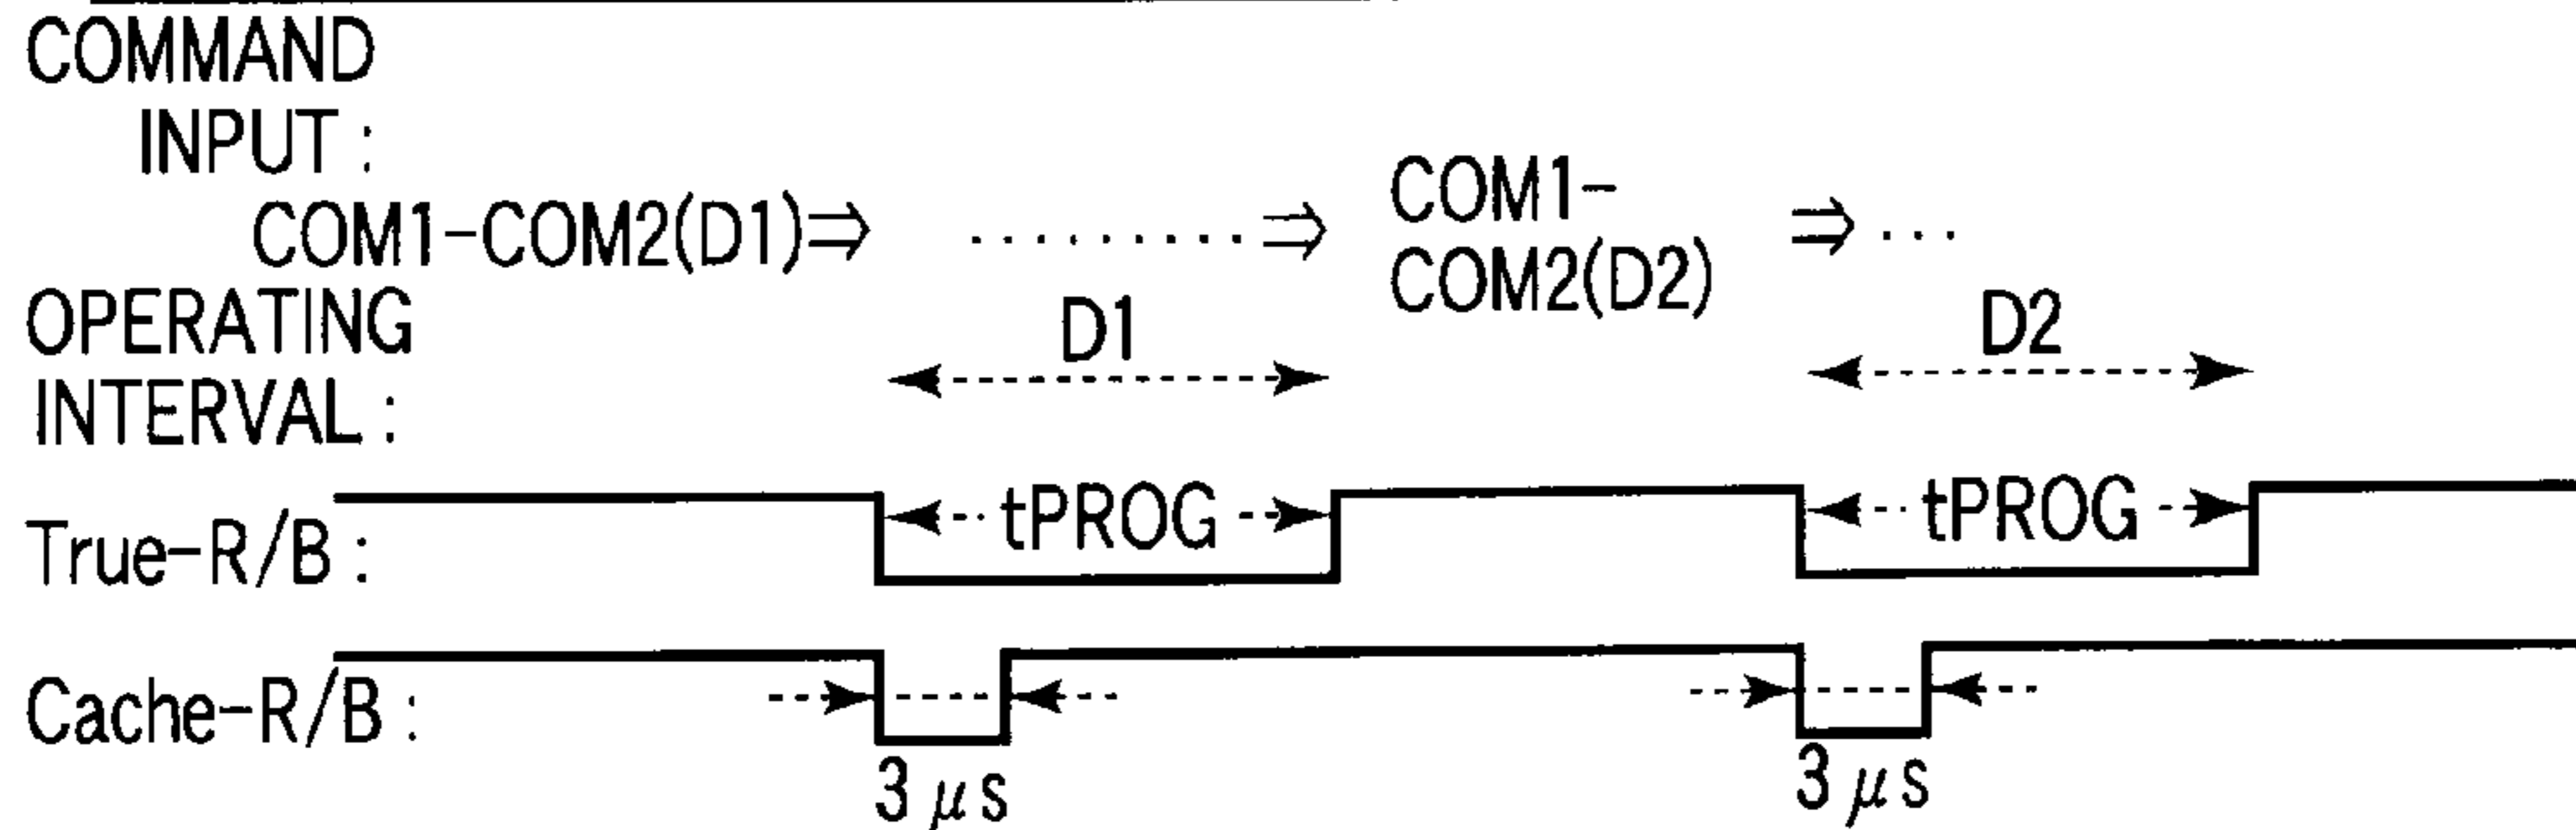 COMMAND
INPUT :
COM1-COM2(D1)⇒ ......... ⇒ COM1-
COM2(D2) ⇒ ...
OPERATING
INTERVAL :
D1
D2
True-R/B :
tPROG
tPROG
Cache-R/B :
3 μs
3 μs